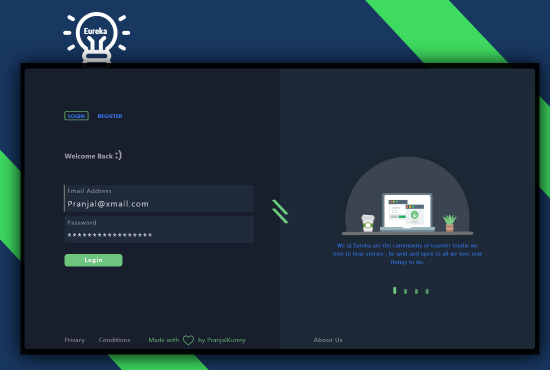 Eureka
LOGIN REGISTER
Welcome Back :)
Email Address
Pranjal@xmail.com
Password
*****************
Login
We at Eureka are the community of traveler foodie we
love to hear stories , be wild and open to all we love new
things to do.
Privacy Conditions Made with by PranjalKurrey About Us